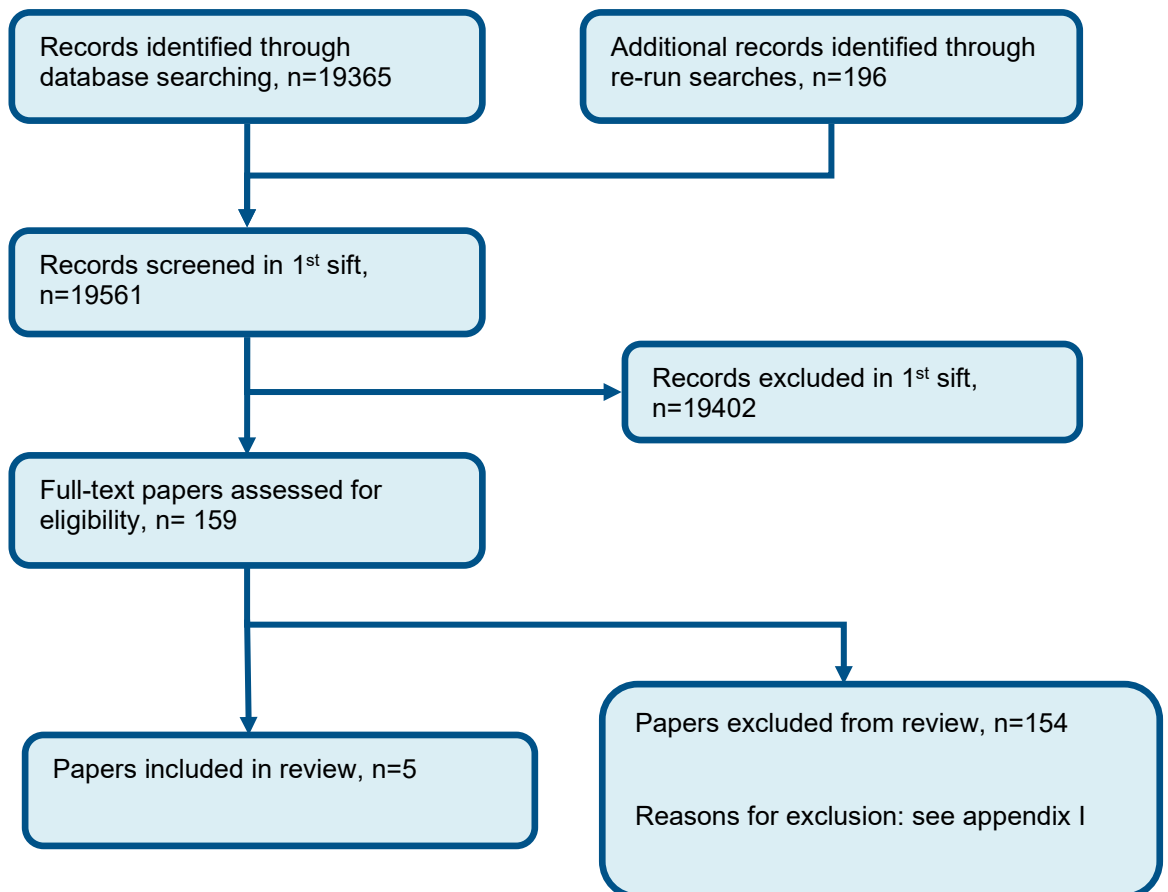 Records identified through
database searching, n=19365
Additional records identified through
re-run searches, n=196
Records screened in 1st sift,
n=19561
Records excluded in 1st sift,
n=19402
Full-text papers assessed for
eligibility, n= 159
Papers included in review, n=5
Papers excluded from review, n=154
Reasons for exclusion: see appendix I